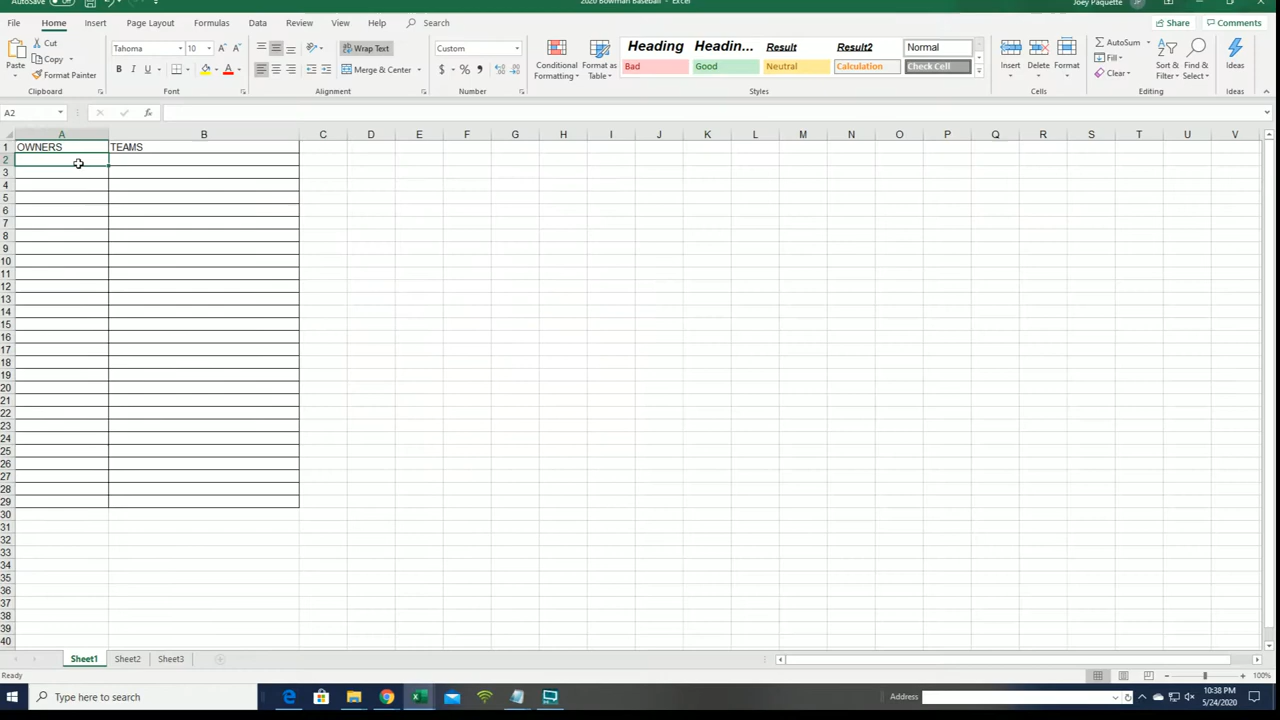 AutoSave
2020 Bowman Baseball - Excel
Joey Paquette
JP
File Home Insert Page Layout Formulas Data Review View Help Search
Share Comments
Paste
Cut
Copy
Format Painter
Clipboard
Tahoma 10
B I U
Font
Wrap Text
Merge & Center
Alignment
Custom
$ % ,
Number
Conditional Formatting
Format as Table
Heading Headin... Result Result2 Normal
Bad Good Neutral Calculation Check Cell
Styles
Insert Delete Format
Cells
AutoSum
Fill
Clear
Sort & Filter
Find & Select
Editing
Ideas
Ideas
A2
fx
A B C D E F G H I J K L M N O P Q R S T U V
1 OWNERS TEAMS
2
3
4
5
6
7
8
9
10
11
12
13
14
15
16
17
18
19
20
21
22
23
24
25
26
27
28
29
30
31
32
33
34
35
36
37
38
39
40
Sheet1 Sheet2 Sheet3
Ready
100%
Type here to search
Address
10:38 PM
5/24/2020